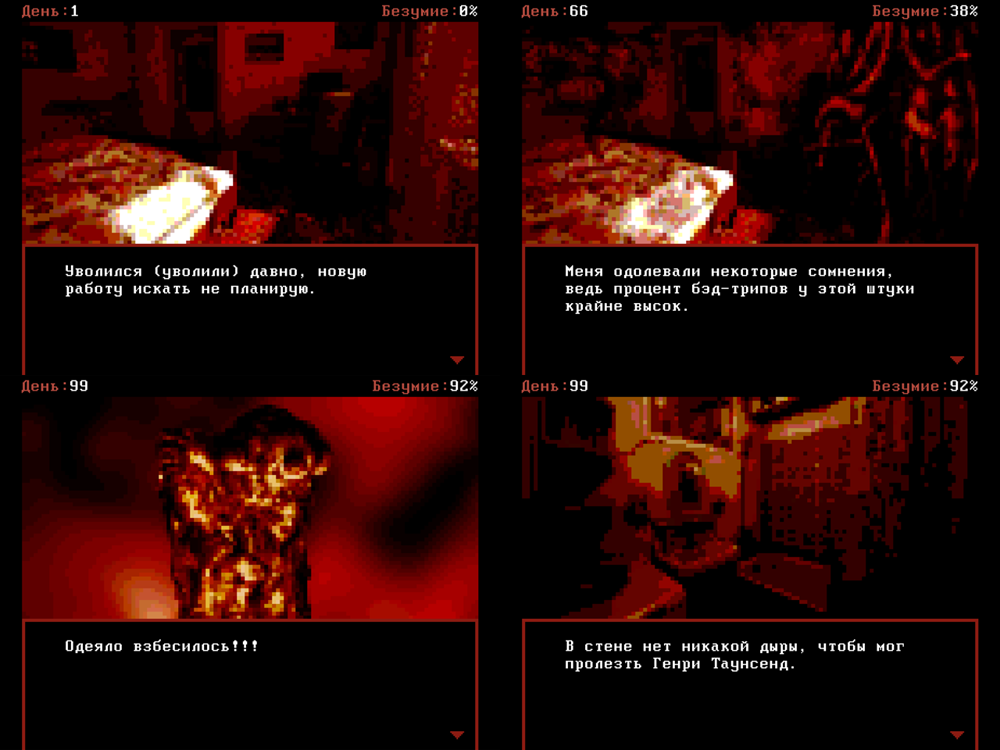 День:1 Безумие:0%
Уволился (уволили) давно, новую
работу искать не планирую.
День:66 Безумие:38%
Меня одолевали некоторые сомнения,
ведь процент бэд-трипов у этой штуки
крайне высок.
День:99 Безумие:92%
Одеяло взбесилось!!!
День:99 Безумие:92%
В стене нет никакой дыры, чтобы мог
пролезть Генри Таунсенд.